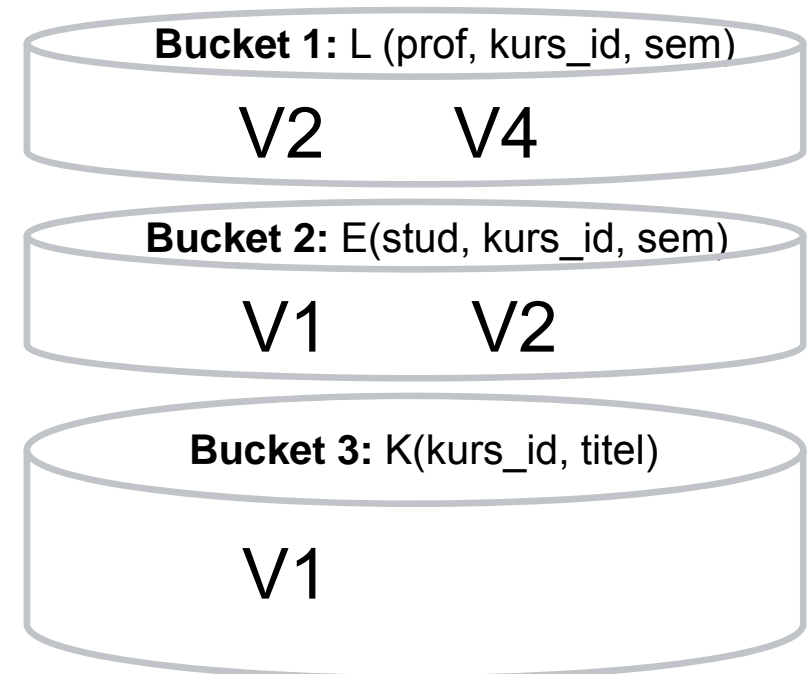 Bucket 1: L (prof, kurs_id, sem)
V2 V4
Bucket 2: E(stud, kurs_id, sem)
V1 V2
Bucket 3: K(kurs_id, titel)
V1